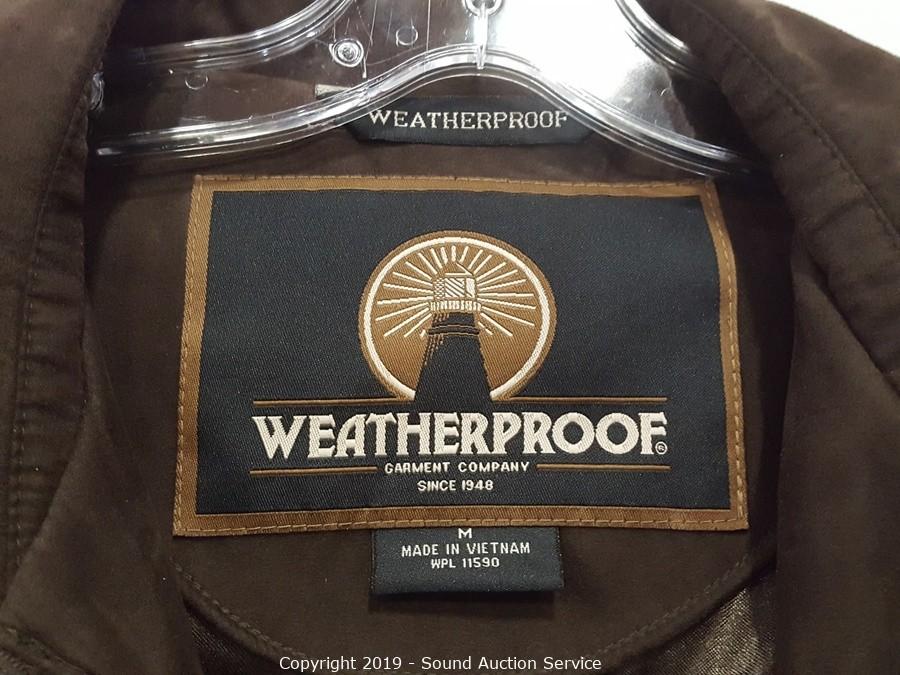 WEATHERPROOF
WEATHERPROOF®
GARMENT COMPANY
SINCE 1948
M
MADE IN VIETNAM
WPL 11590
Copyright 2019 - Sound Auction Service